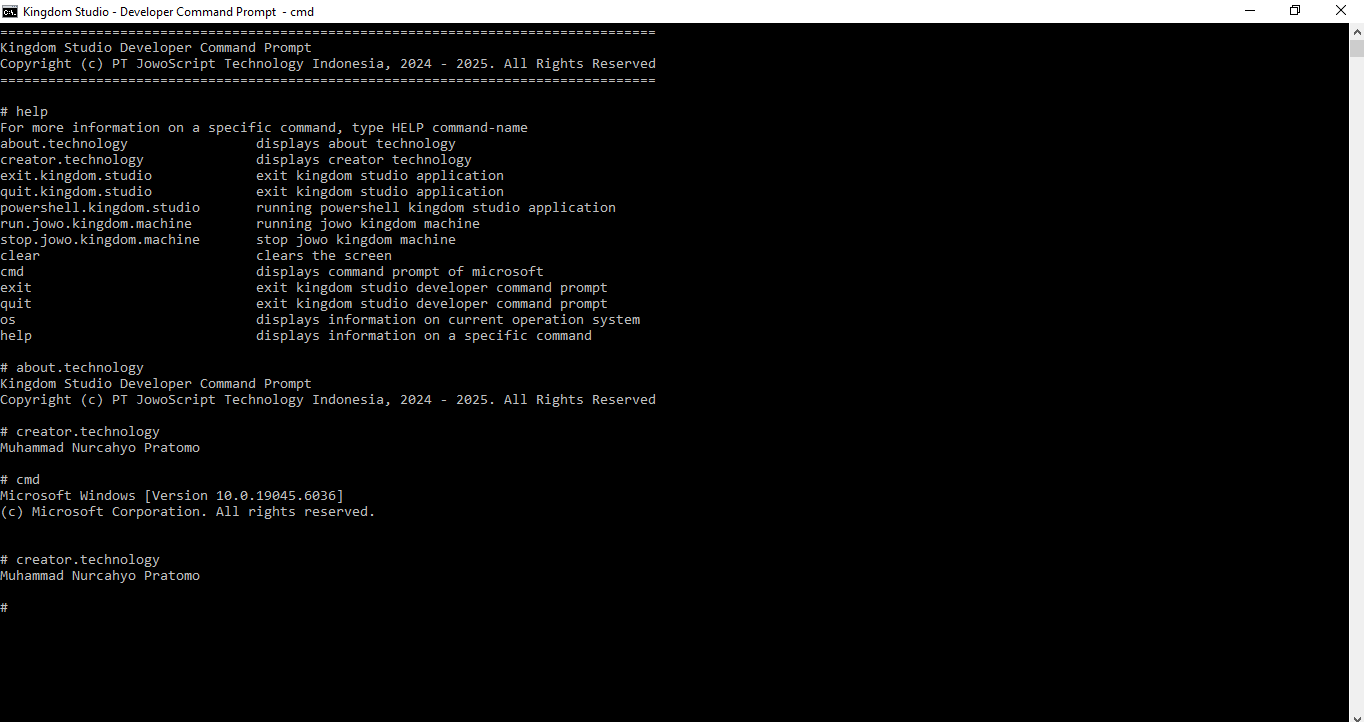 Kingdom Studio - Developer Command Prompt - cmd
==================================================================================
Kingdom Studio Developer Command Prompt
Copyright (c) PT JowoScript Technology Indonesia, 2024 - 2025. All Rights Reserved
==================================================================================
# help
For more information on a specific command, type HELP command-name
about.technology                displays about technology
creator.technology              displays creator technology
exit.kingdom.studio             exit kingdom studio application
quit.kingdom.studio             exit kingdom studio application
powershell.kingdom.studio       running powershell kingdom studio application
run.jowo.kingdom.machine        running jowo kingdom machine
stop.jowo.kingdom.machine       stop jowo kingdom machine
clear                           clears the screen
cmd                             displays command prompt of microsoft
exit                            exit kingdom studio developer command prompt
quit                            exit kingdom studio developer command prompt
os                              displays information on current operation system
help                            displays information on a specific command
# about.technology
Kingdom Studio Developer Command Prompt
Copyright (c) PT JowoScript Technology Indonesia, 2024 - 2025. All Rights Reserved
# creator.technology
Muhammad Nurcahyo Pratomo
# cmd
Microsoft Windows [Version 10.0.19045.6036]
(c) Microsoft Corporation. All rights reserved.
# creator.technology
Muhammad Nurcahyo Pratomo
#